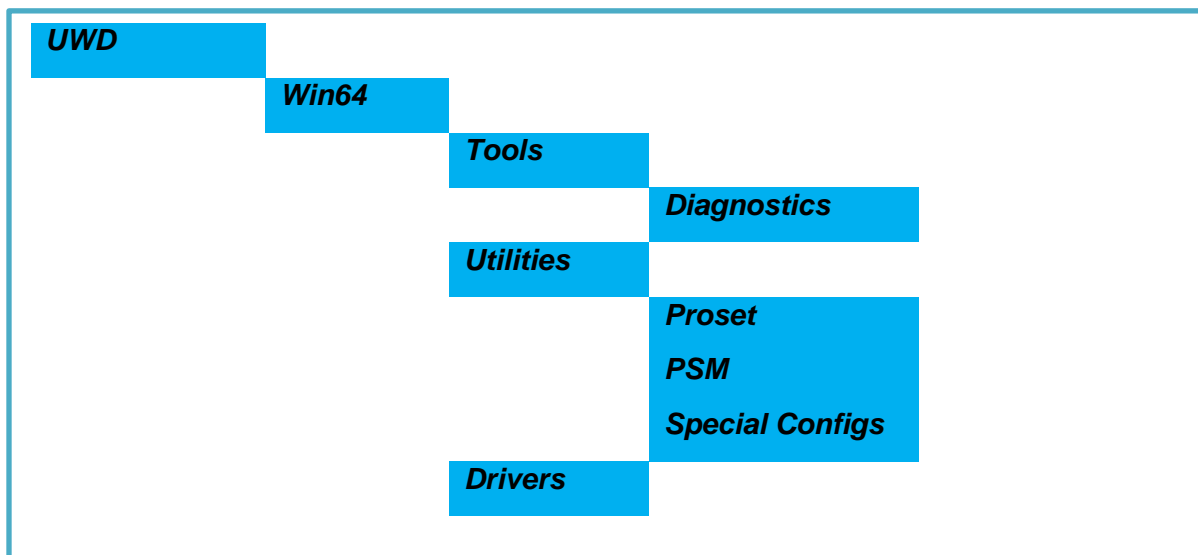 UWD
Win64
Tools
Diagnostics
Utilities
Proset
PSM
Special Configs
Drivers